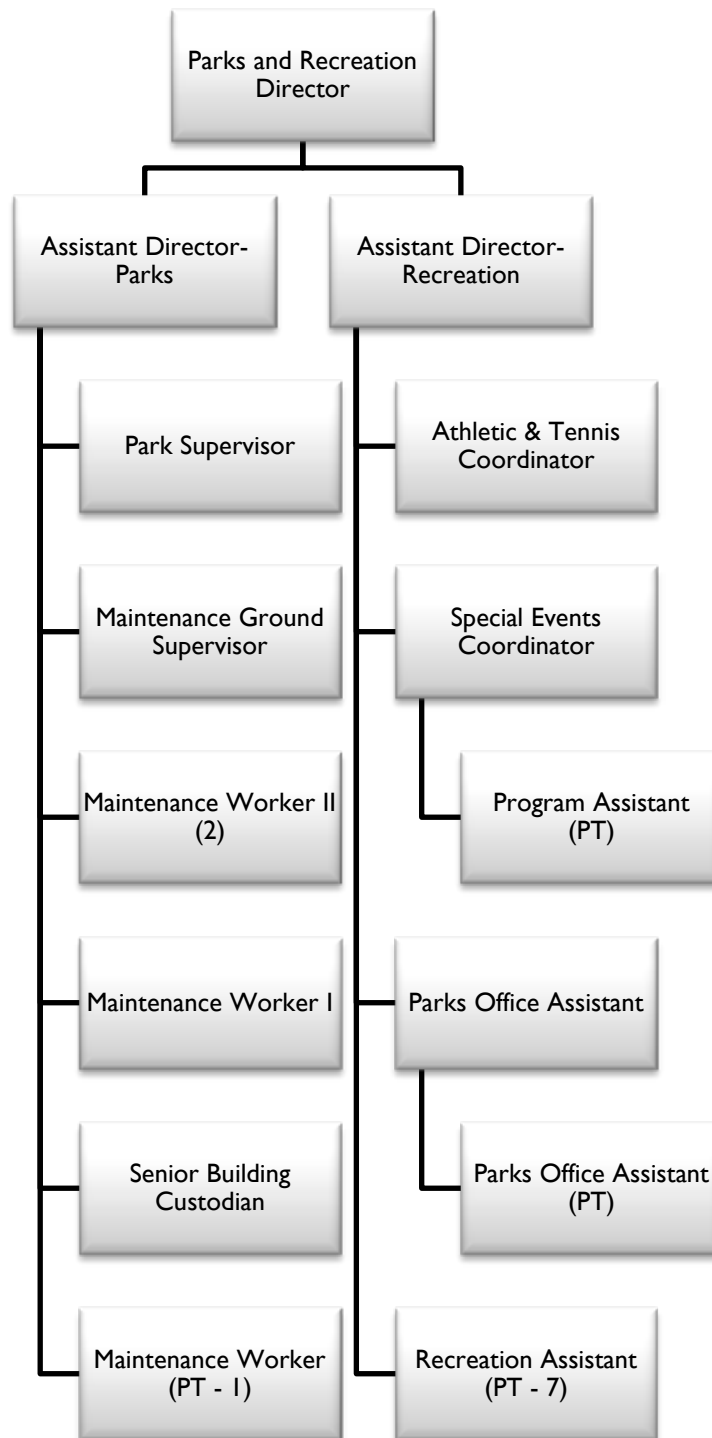 Parks and Recreation
Director
Assistant Director-
Parks
Assistant Director-
Recreation
Park Supervisor
Athletic & Tennis
Coordinator
Maintenance Ground
Supervisor
Special Events
Coordinator
Maintenance Worker II
(2)
Program Assistant
(PT)
Maintenance Worker I
Parks Office Assistant
Senior Building
Custodian
Parks Office Assistant
(PT)
Maintenance Worker
(PT - 1)
Recreation Assistant
(PT - 7)